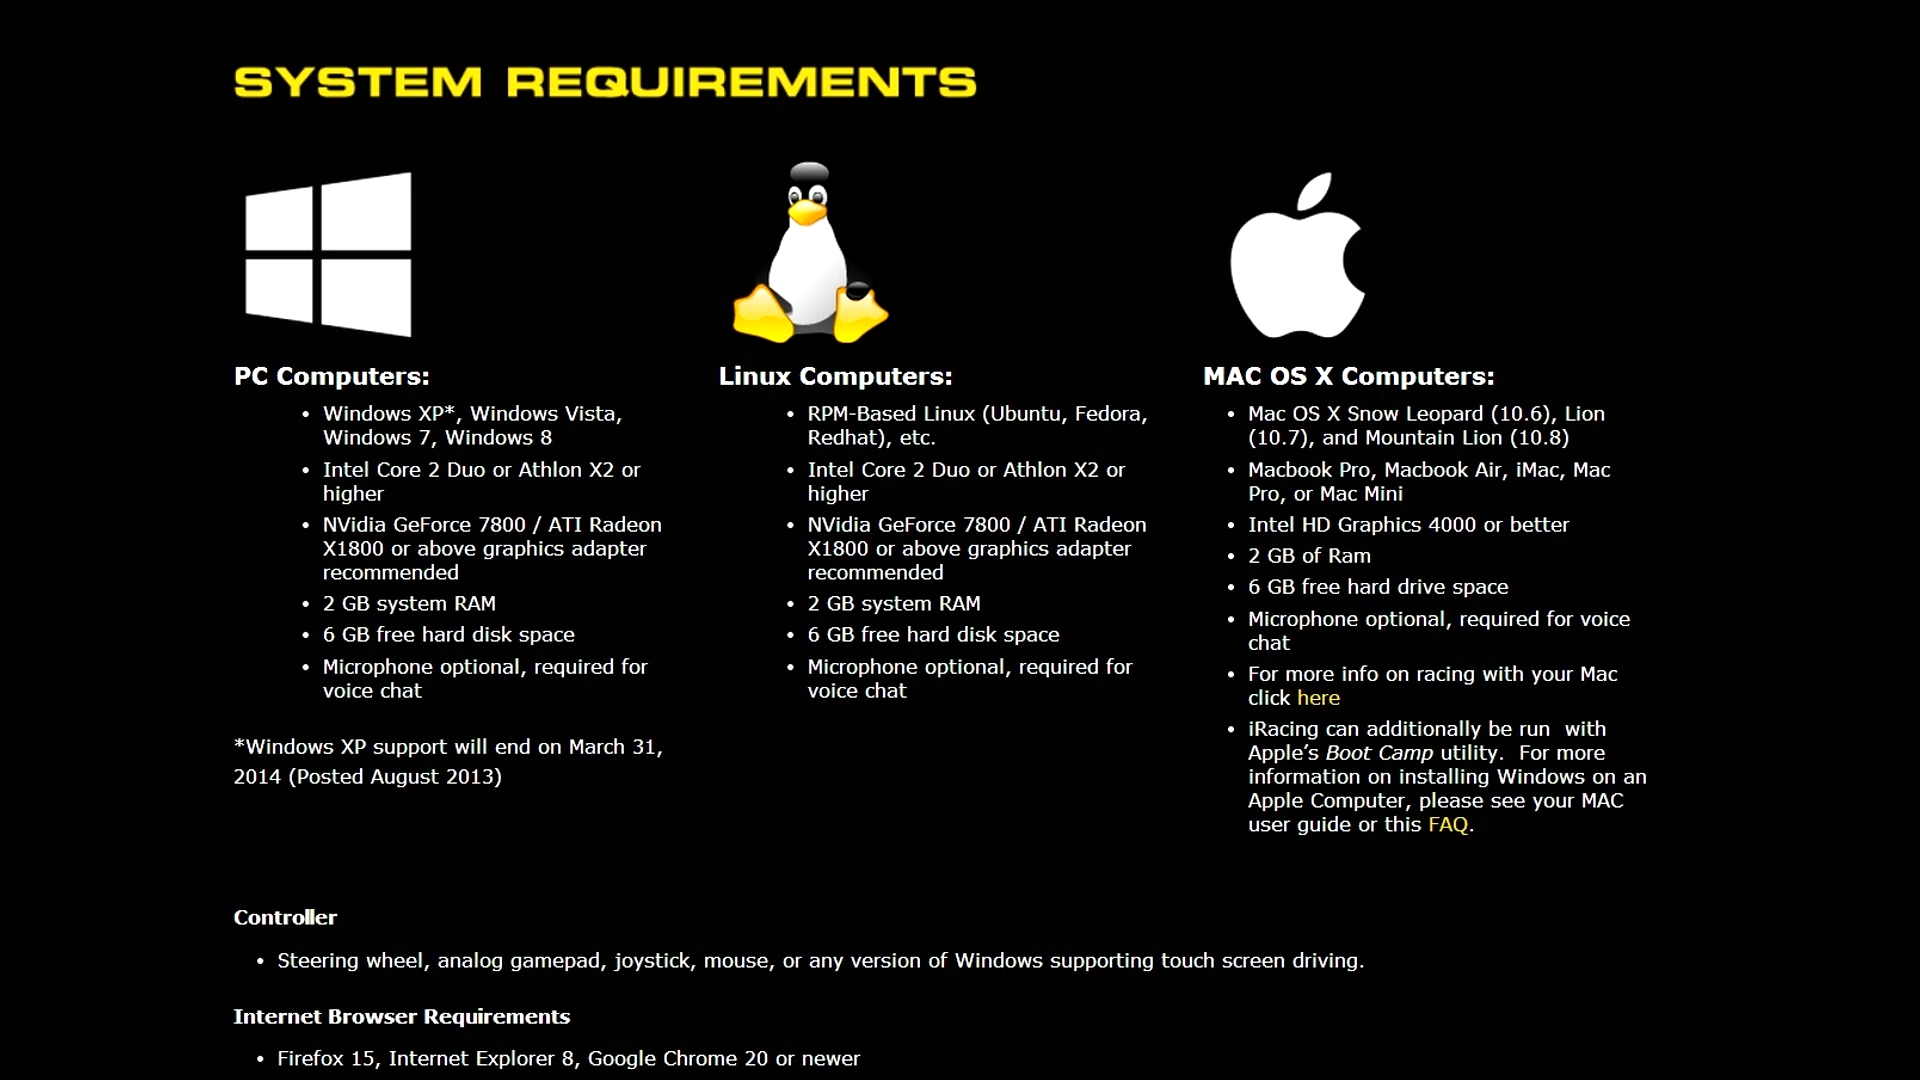 SYSTEM REQUIREMENTS
PC Computers:
• Windows XP*, Windows Vista,
Windows 7, Windows 8
• Intel Core 2 Duo or Athlon X2 or
higher
• NVidia GeForce 7800 / ATI Radeon
X1800 or above graphics adapter
recommended
• 2 GB system RAM
• 6 GB free hard disk space
• Microphone optional, required for
voice chat
*Windows XP support will end on March 31,
2014 (Posted August 2013)
Linux Computers:
• RPM-Based Linux (Ubuntu, Fedora,
Redhat), etc.
• Intel Core 2 Duo or Athlon X2 or
higher
• NVidia GeForce 7800 / ATI Radeon
X1800 or above graphics adapter
recommended
• 2 GB system RAM
• 6 GB free hard disk space
• Microphone optional, required for
voice chat
MAC OS X Computers:
• Mac OS X Snow Leopard (10.6), Lion
(10.7), and Mountain Lion (10.8)
• Macbook Pro, Macbook Air, iMac, Mac
Pro, or Mac Mini
• Intel HD Graphics 4000 or better
• 2 GB of Ram
• 6 GB free hard drive space
• Microphone optional, required for voice
chat
• For more info on racing with your Mac
click here
• iRacing can additionally be run with
Apple’s Boot Camp utility. For more
information on installing Windows on an
Apple Computer, please see your MAC
user guide or this FAQ.
Controller
• Steering wheel, analog gamepad, joystick, mouse, or any version of Windows supporting touch screen driving.
Internet Browser Requirements
• Firefox 15, Internet Explorer 8, Google Chrome 20 or newer